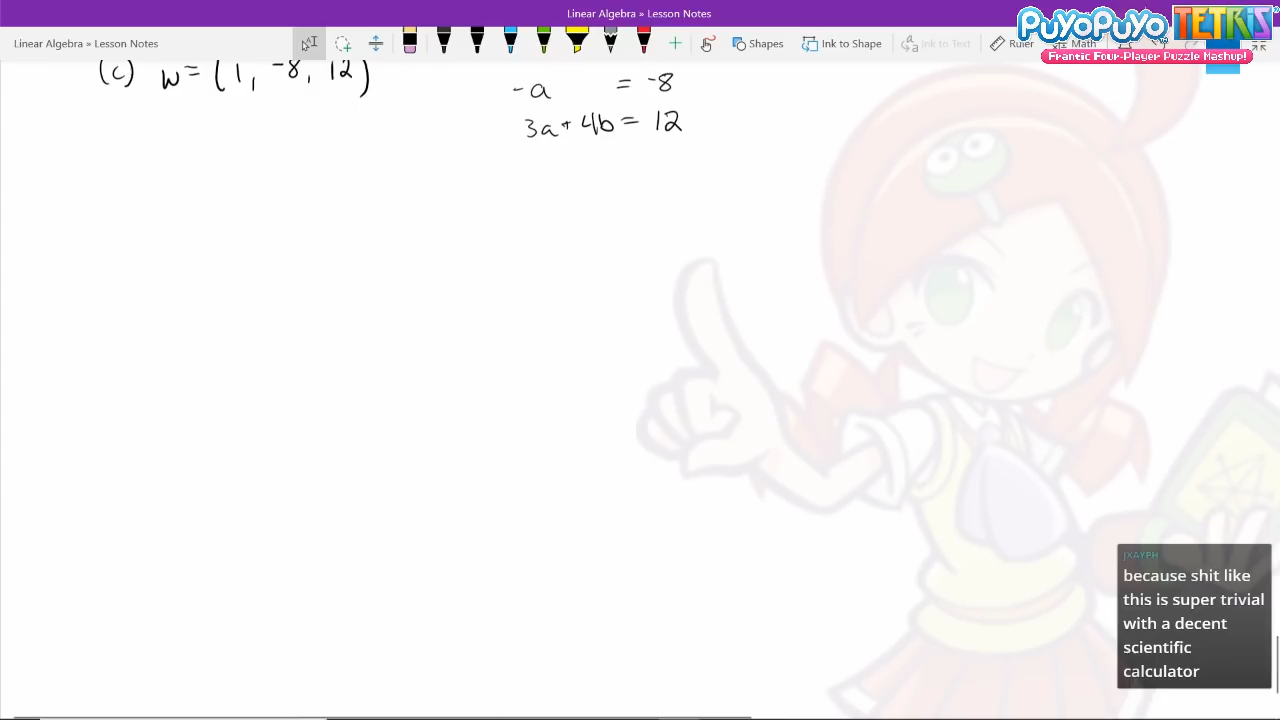 Linear Algebra » Lesson Notes
Linear Algebra » Lesson Notes
Shapes
Ink to Shape
Ink to Text
Ruler
Math
PUYOPUYO TETRIS
Frantic Four-Player Puzzle Mashup!
(c) w = (1, -8, 12)
-a = -8
3a + 4b = 12
JXAYPH
because shit like
this is super trivial
with a decent
scientific
calculator